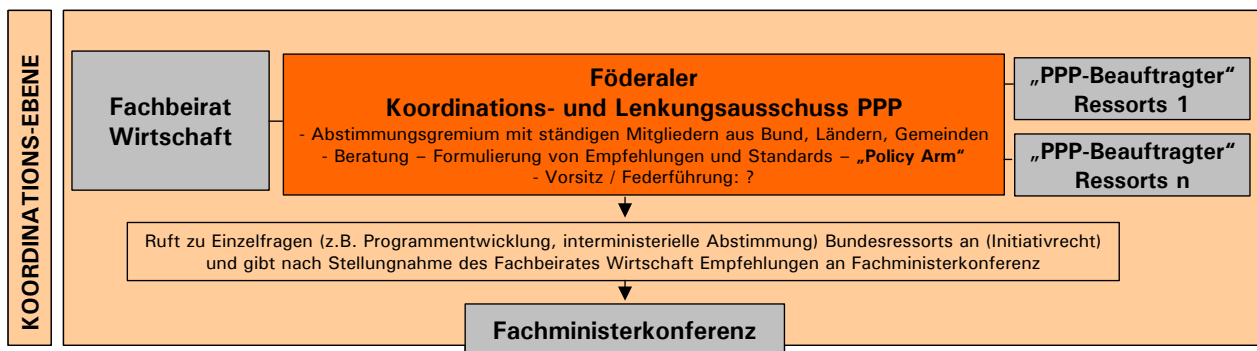 KOORDINATIONS-EBENE
Fachbeirat
Wirtschaft
Föderaler
Koordinations- und Lenkungsausschuss PPP
- Abstimmungsgremium mit ständigen Mitgliedern aus Bund, Ländern, Gemeinden
- Beratung – Formulierung von Empfehlungen und Standards – „Policy Arm“
- Vorsitz / Federführung: ?
„PPP-Beauftragter“
Ressorts 1
„PPP-Beauftragter“
Ressorts n
Ruft zu Einzelfragen (z.B. Programmentwicklung, interministerielle Abstimmung) Bundesressorts an (Initiativrecht)
und gibt nach Stellungnahme des Fachbeirates Wirtschaft Empfehlungen an Fachministerkonferenz
Fachministerkonferenz